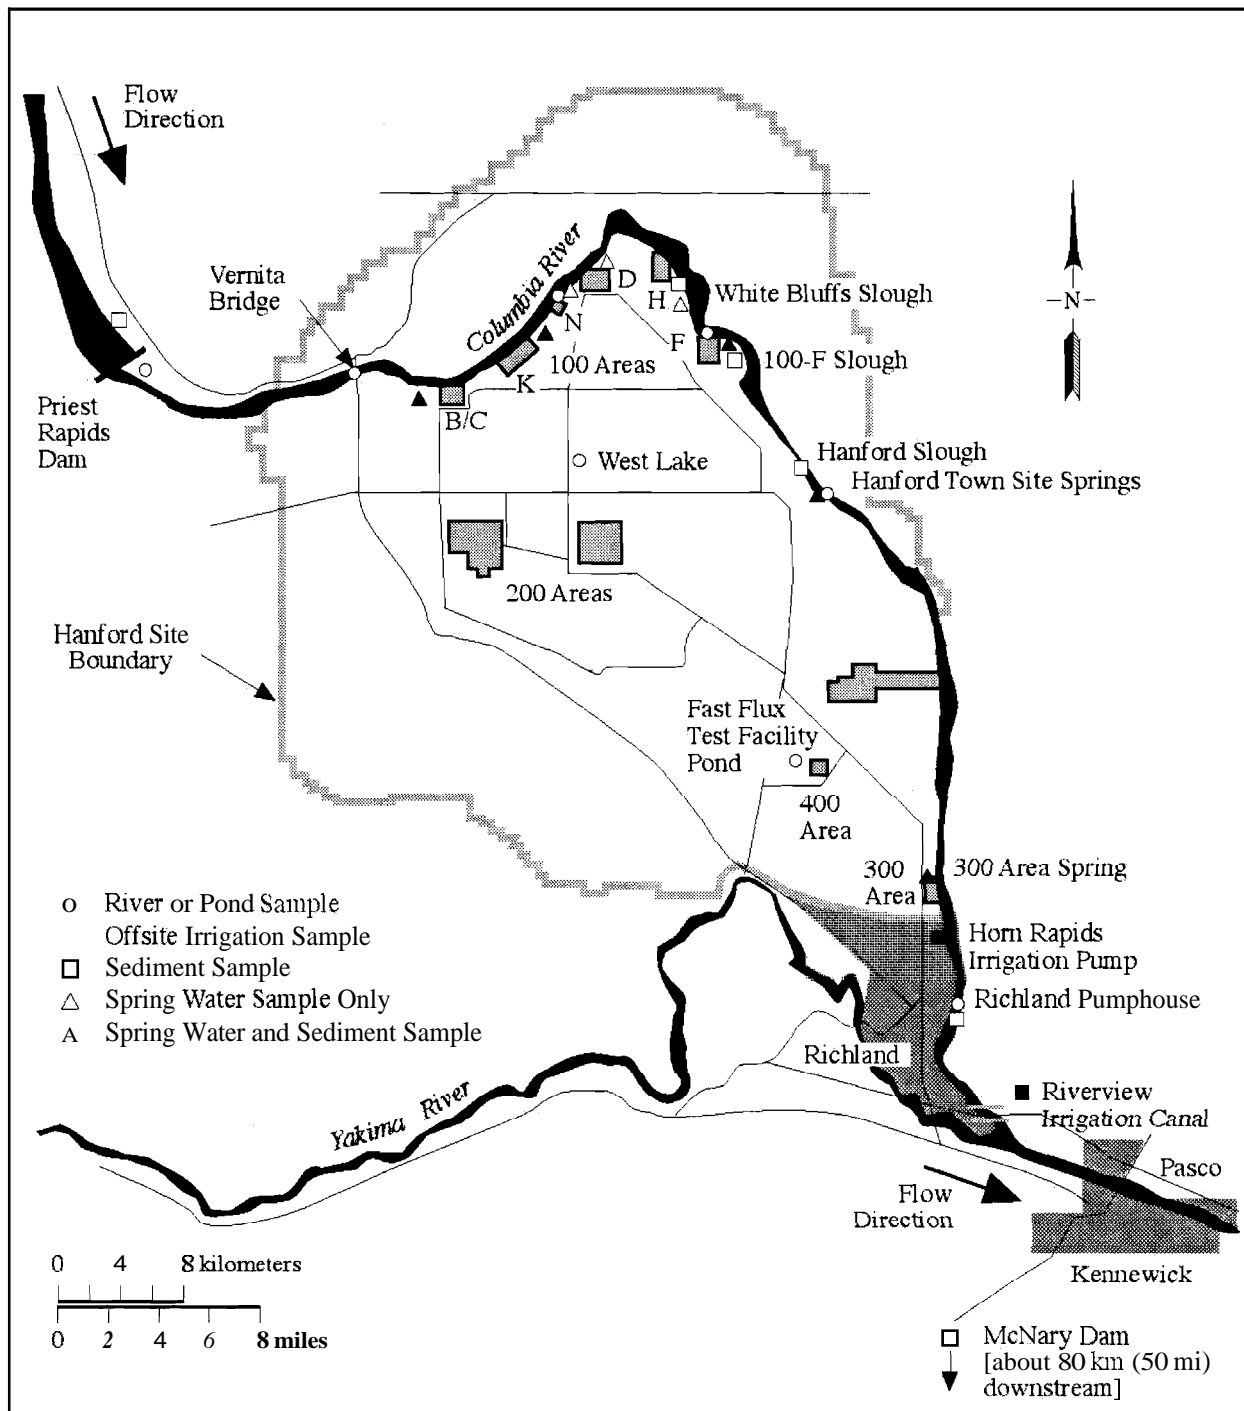 Flow
Direction
Vernita
Bridge
Columbia River
D
H
White Bluffs Slough
N
F
100-F Slough
100 Areas
K
B/C
Priest
Rapids
Dam
N
West Lake
Hanford Slough
Hanford Town Site Springs
200 Areas
Hanford Site
Boundary
Fast Flux
Test Facility
Pond
400
Area
300
Area
300 Area Spring
Horn Rapids
Irrigation Pump
Richland Pumphouse
O River or Pond Sample
Offsite Irrigation Sample
Sediment Sample
Spring Water Sample Only
A Spring Water and Sediment Sample
Richland
Riverview
Irrigation Canal
Yakima River
Pasco
Flow
Direction
Kennewick
0 4 8 kilometers
0 2 4 6 8 miles
McNary Dam
[about 80 km (50 mi)
downstream]